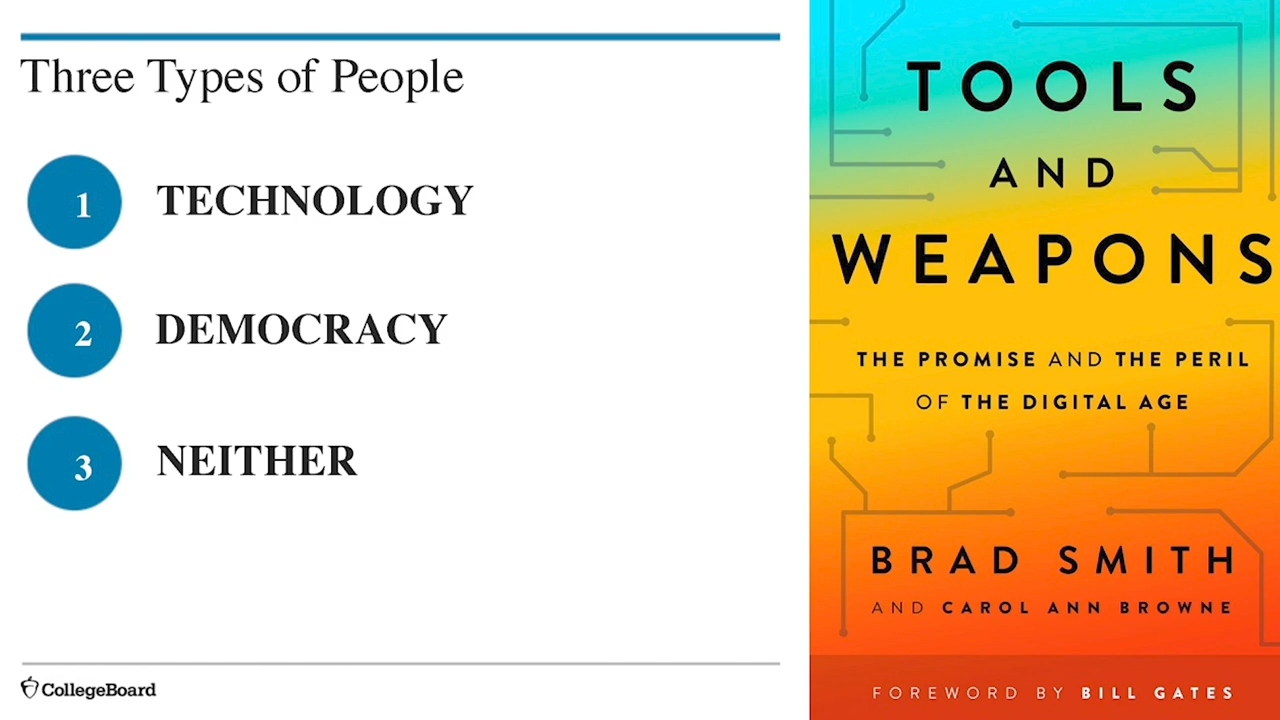 Three Types of People
1 TECHNOLOGY
2 DEMOCRACY
3 NEITHER
CollegeBoard
TOOLS
AND
WEAPONS
THE PROMISE AND THE PERIL
OF THE DIGITAL AGE
BRAD SMITH
AND CAROL ANN BROWNE
FOREWORD BY BILL GATES